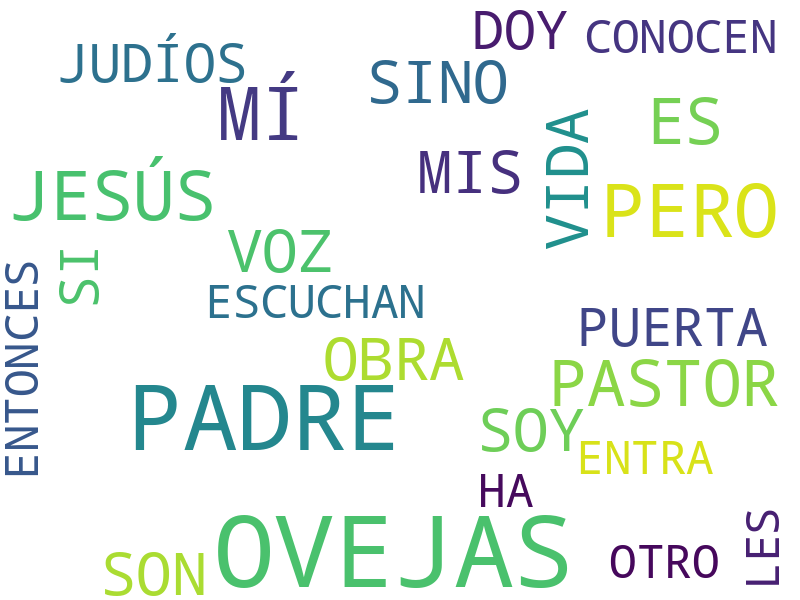 DOY
CONOCEN
JUDÍOS
SINO
MÍ
ES
VIDA
MIS
JESÚS
PERO
VOZ
SI
ENTONCES
ESCUCHAN
PUERTA
OBRA
PASTOR
PADRE
SOY
ENTRA
HA
OVEJAS
LES
OTRO
SON